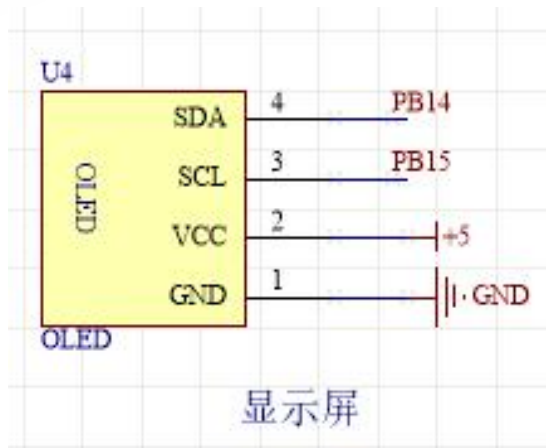 U4
SDA 4 PB14
SCL 3 PB15
OLED
VCC 2 +5
GND 1 GND
OLED
显示屏